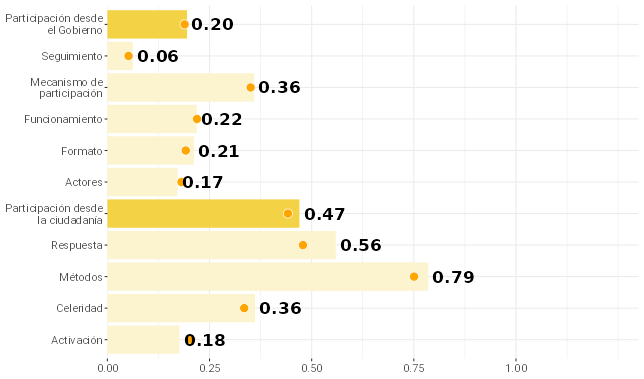 Participación desde
el Gobierno
0.20
Seguimiento
0.06
Mecanismo de
participación
0.36
Funcionamiento
0.22
Formato
0.21
Actores
0.17
Participación desde
la ciudadanía
0.47
Respuesta
0.56
Métodos
0.79
Celeridad
0.36
Activación
0.18
0.00 0.25 0.50 0.75 1.00